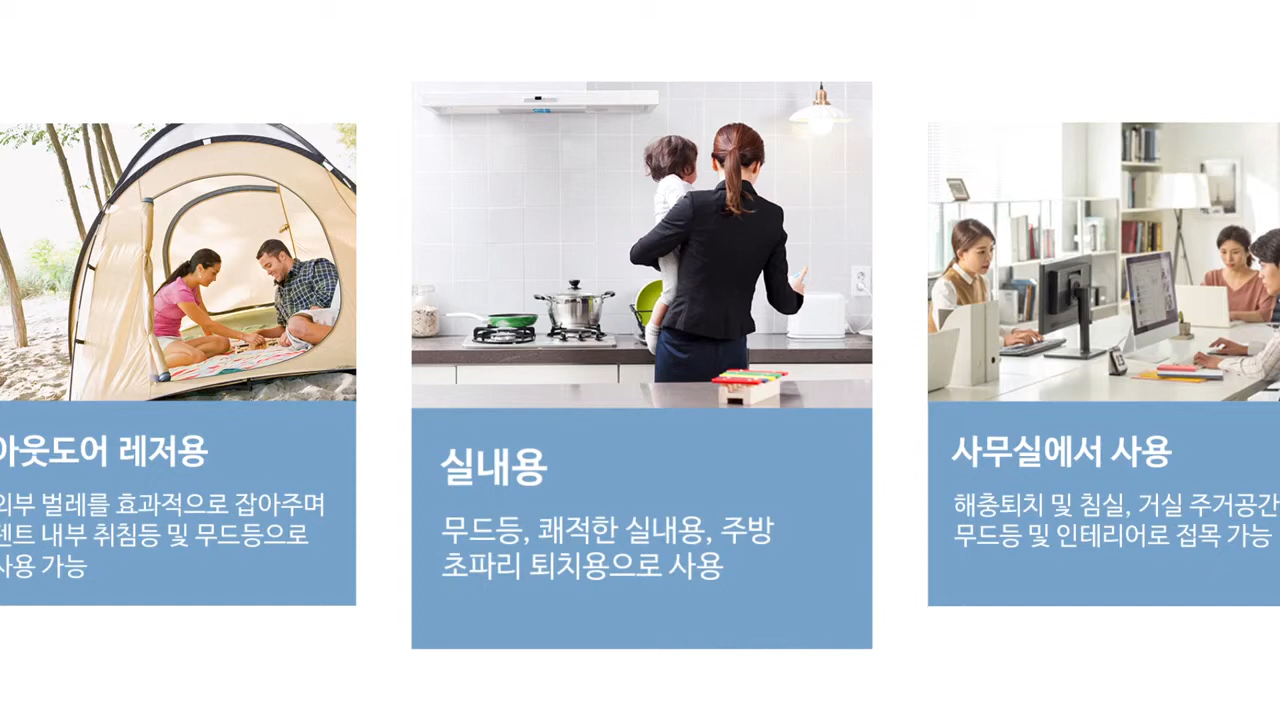 아웃도어 레저용
외부 벌레를 효과적으로 잡아주며
텐트 내부 취침등 및 무드등으로
사용 가능
실내용
무드등, 쾌적한 실내용, 주방
초파리 퇴치용으로 사용
사무실에서 사용
해충퇴치 및 침실, 거실 주거공간
무드등 및 인테리어로 접목 가능